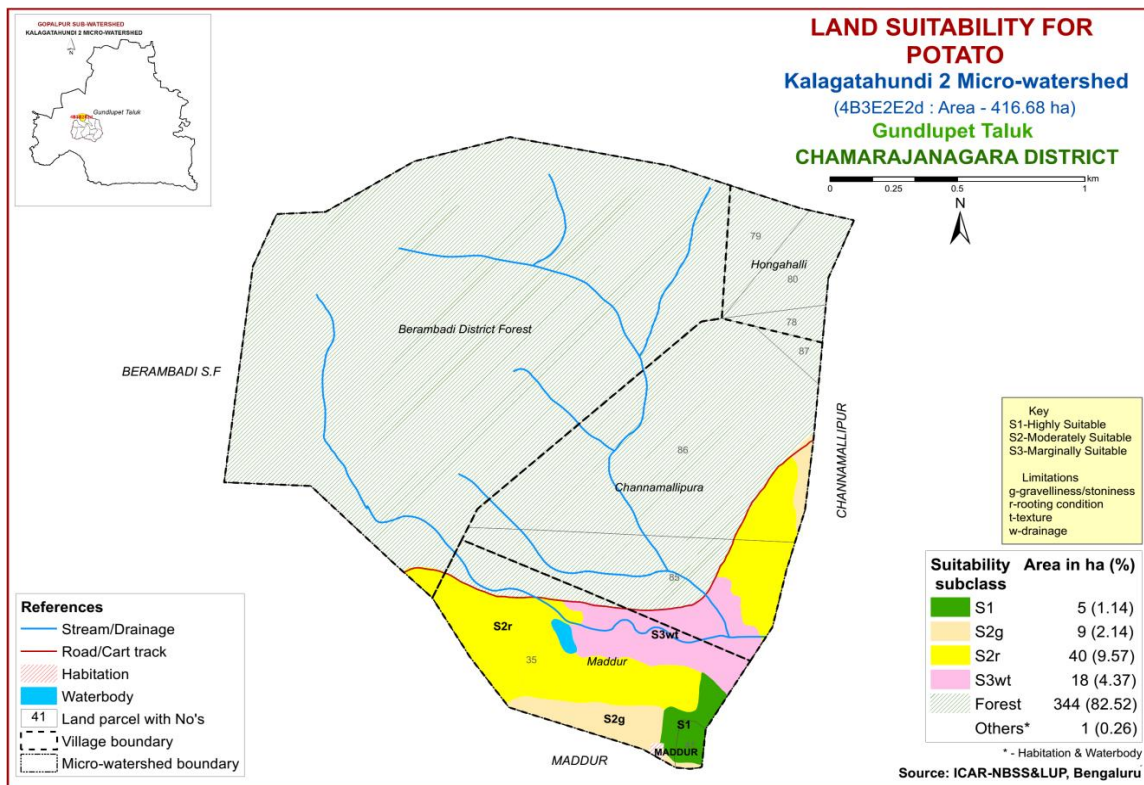 GOPALPUR SUB-WATERSHED
KALAGATAHUNDI 2 MICRO-WATERSHED
N
Gundlupet Taluk
LAND SUITABILITY FOR
POTATO
Kalagatahundi 2 Micro-watershed
(4B3E2E2d : Area - 416.68 ha)
Gundlupet Taluk
CHAMARAJANAGARA DISTRICT
km
0 0.25 0.5 1
N
79
Hongahalli
80
78
87
Berambadi District Forest
BERAMBADI S.F
86
Channamallipura
CHANNAMALLIPUR
85
S2r
S3wt
35
Maddur
S2g
S1
MADDUR
MADDUR
Key
S1-Highly Suitable
S2-Moderately Suitable
S3-Marginally Suitable
Limitations
g-gravelliness/stoniness
r-rooting condition
t-texture
w-drainage
Suitability subclass Area in ha (%)
S1 5 (1.14)
S2g 9 (2.14)
S2r 40 (9.57)
S3wt 18 (4.37)
Forest 344 (82.52)
Others* 1 (0.26)
* - Habitation & Waterbody
Source: ICAR-NBSS&LUP, Bengaluru
References
Stream/Drainage
Road/Cart track
Habitation
Waterbody
41 Land parcel with No's
Village boundary
Micro-watershed boundary